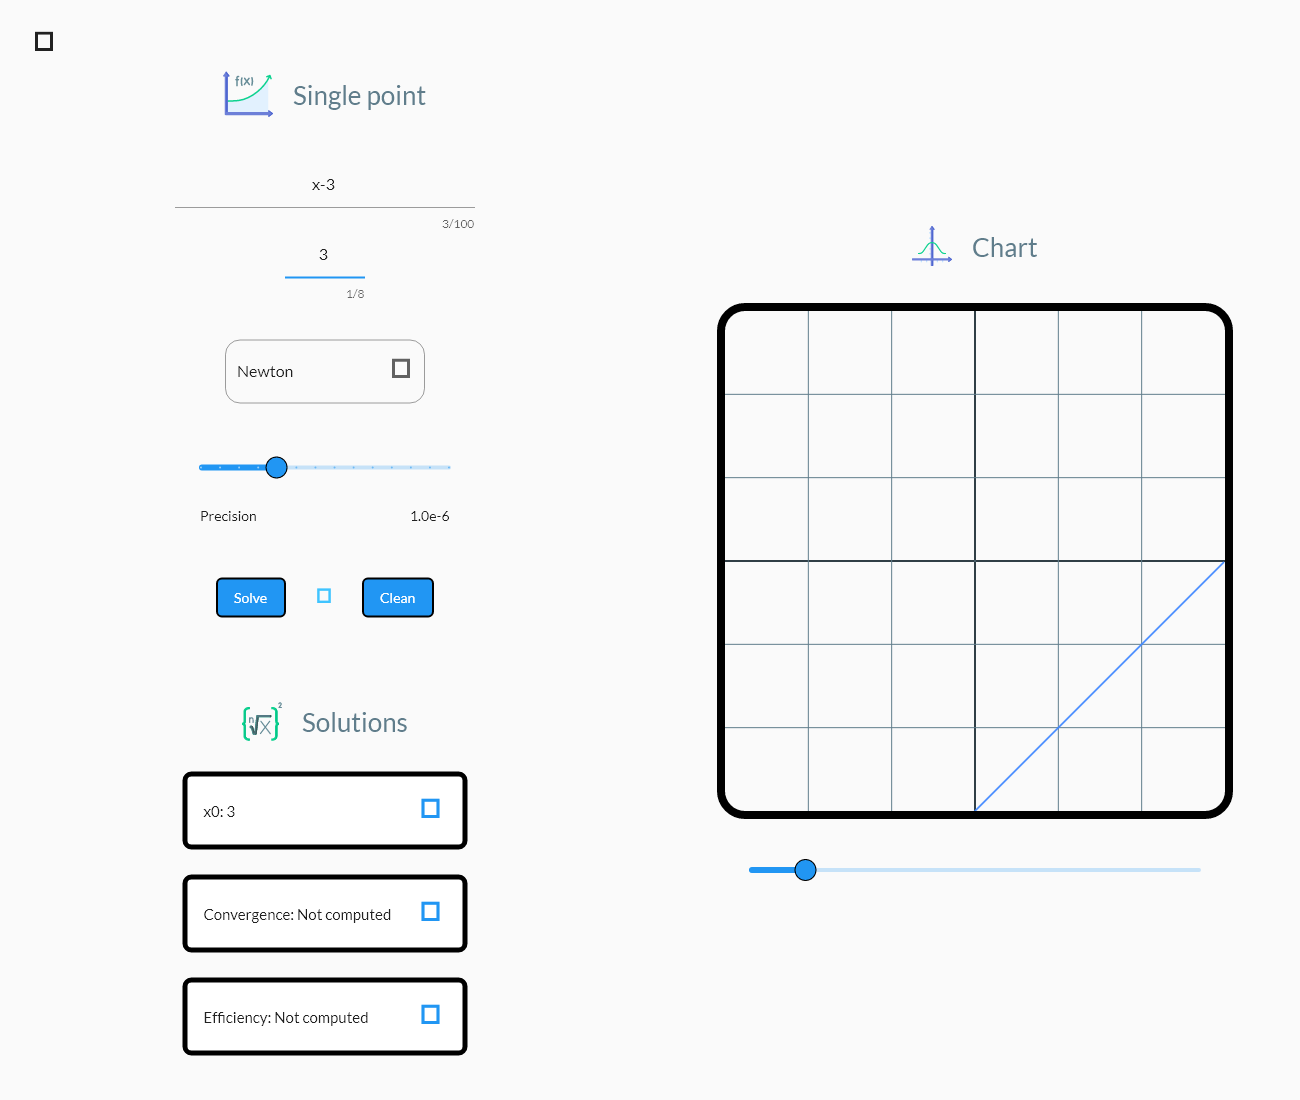 f(x)
Single point
x-3
3/100
3
1/8
Newton
Precision 1.0e-6
Solve Clean
Solutions
x0: 3
Convergence: Not computed
Efficiency: Not computed
Chart